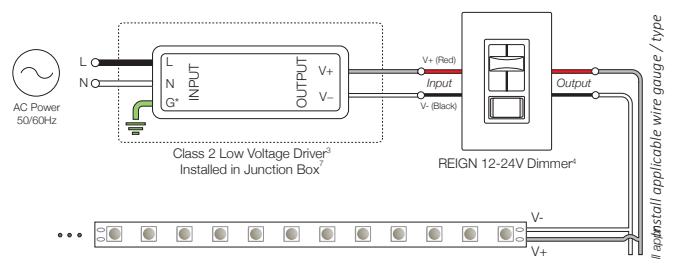 L
N
AC Power
50/60Hz
L
N
G*
INPUT
OUTPUT
V+
V–
Class 2 Low Voltage Driver³
Installed in Junction Box⁷
V+ (Red)
Input
V- (Black)
Output
REIGN 12-24V Dimmer⁴
Install applicable wire gauge / type
V-
V+